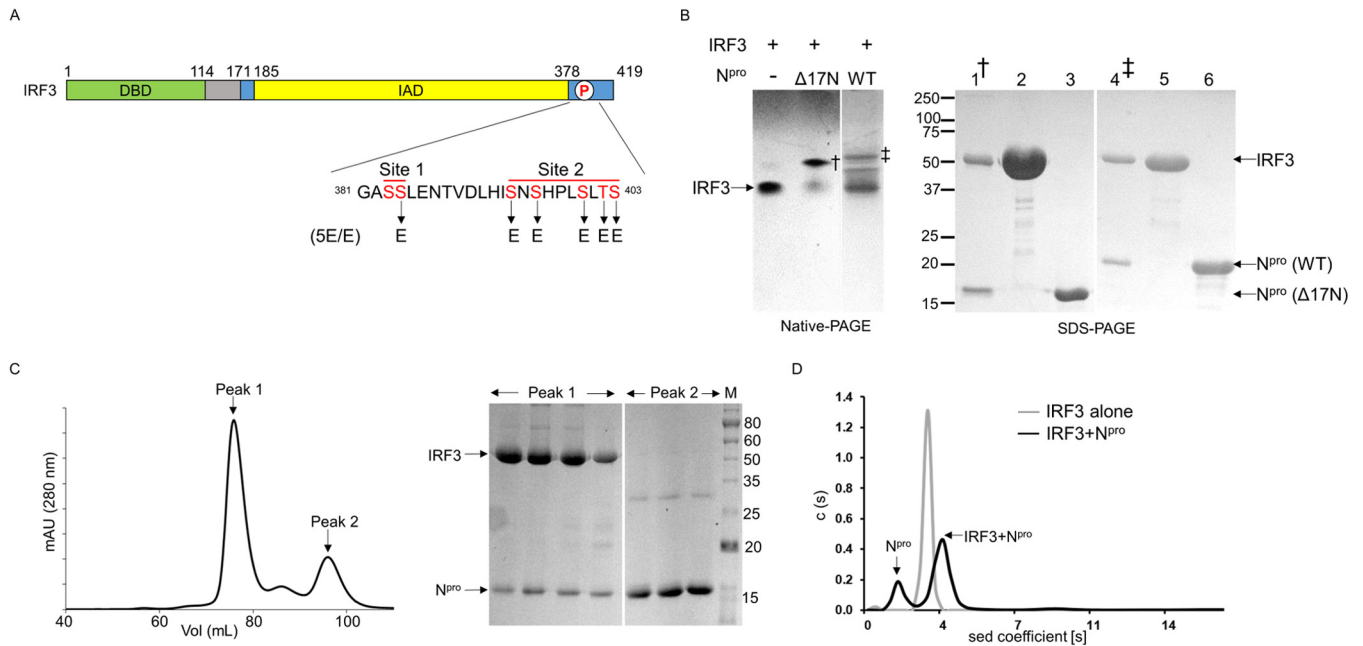 A
1 114 171 185 378 419
IRF3 DBD IAD P
Site 1 Site 2
381 GASSLENTVDLHISNSHPLSLTS 403
(5E/E) E E E E E E
B
IRF3 + + +
Npro - Δ17N WT
IRF3
†
‡
Native-PAGE
1† 2 3 4‡ 5 6
250
100
75
50
37
25
20
15
IRF3
Npro (WT)
Npro (Δ17N)
SDS-PAGE
C
mAU (280 nm)
Peak 1
Peak 2
40 60 80 100
Vol (mL)
Peak 1 Peak 2 M
IRF3
Npro
80
60
50
35
25
20
15
D
c (s)
1.4
1.2
1.0
0.8
0.6
0.4
0.2
0.0
IRF3 alone
IRF3+Npro
Npro
IRF3+Npro
0 4 7 11 14
sed coefficient [s]